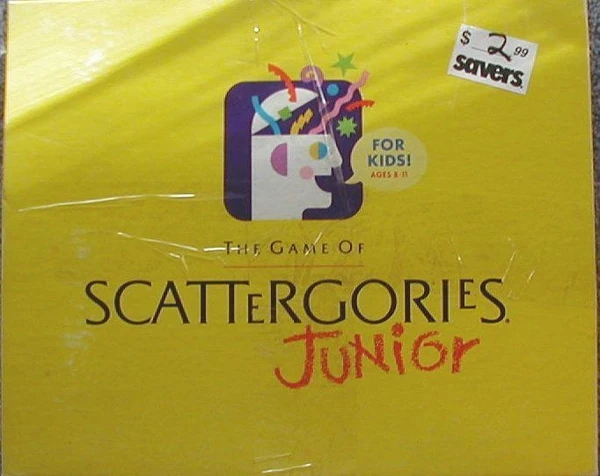 $ 2 .99
savers.
FOR
KIDS!
AGES 8-11
THE GAME OF
SCATTERGORIES.
JUNiOr